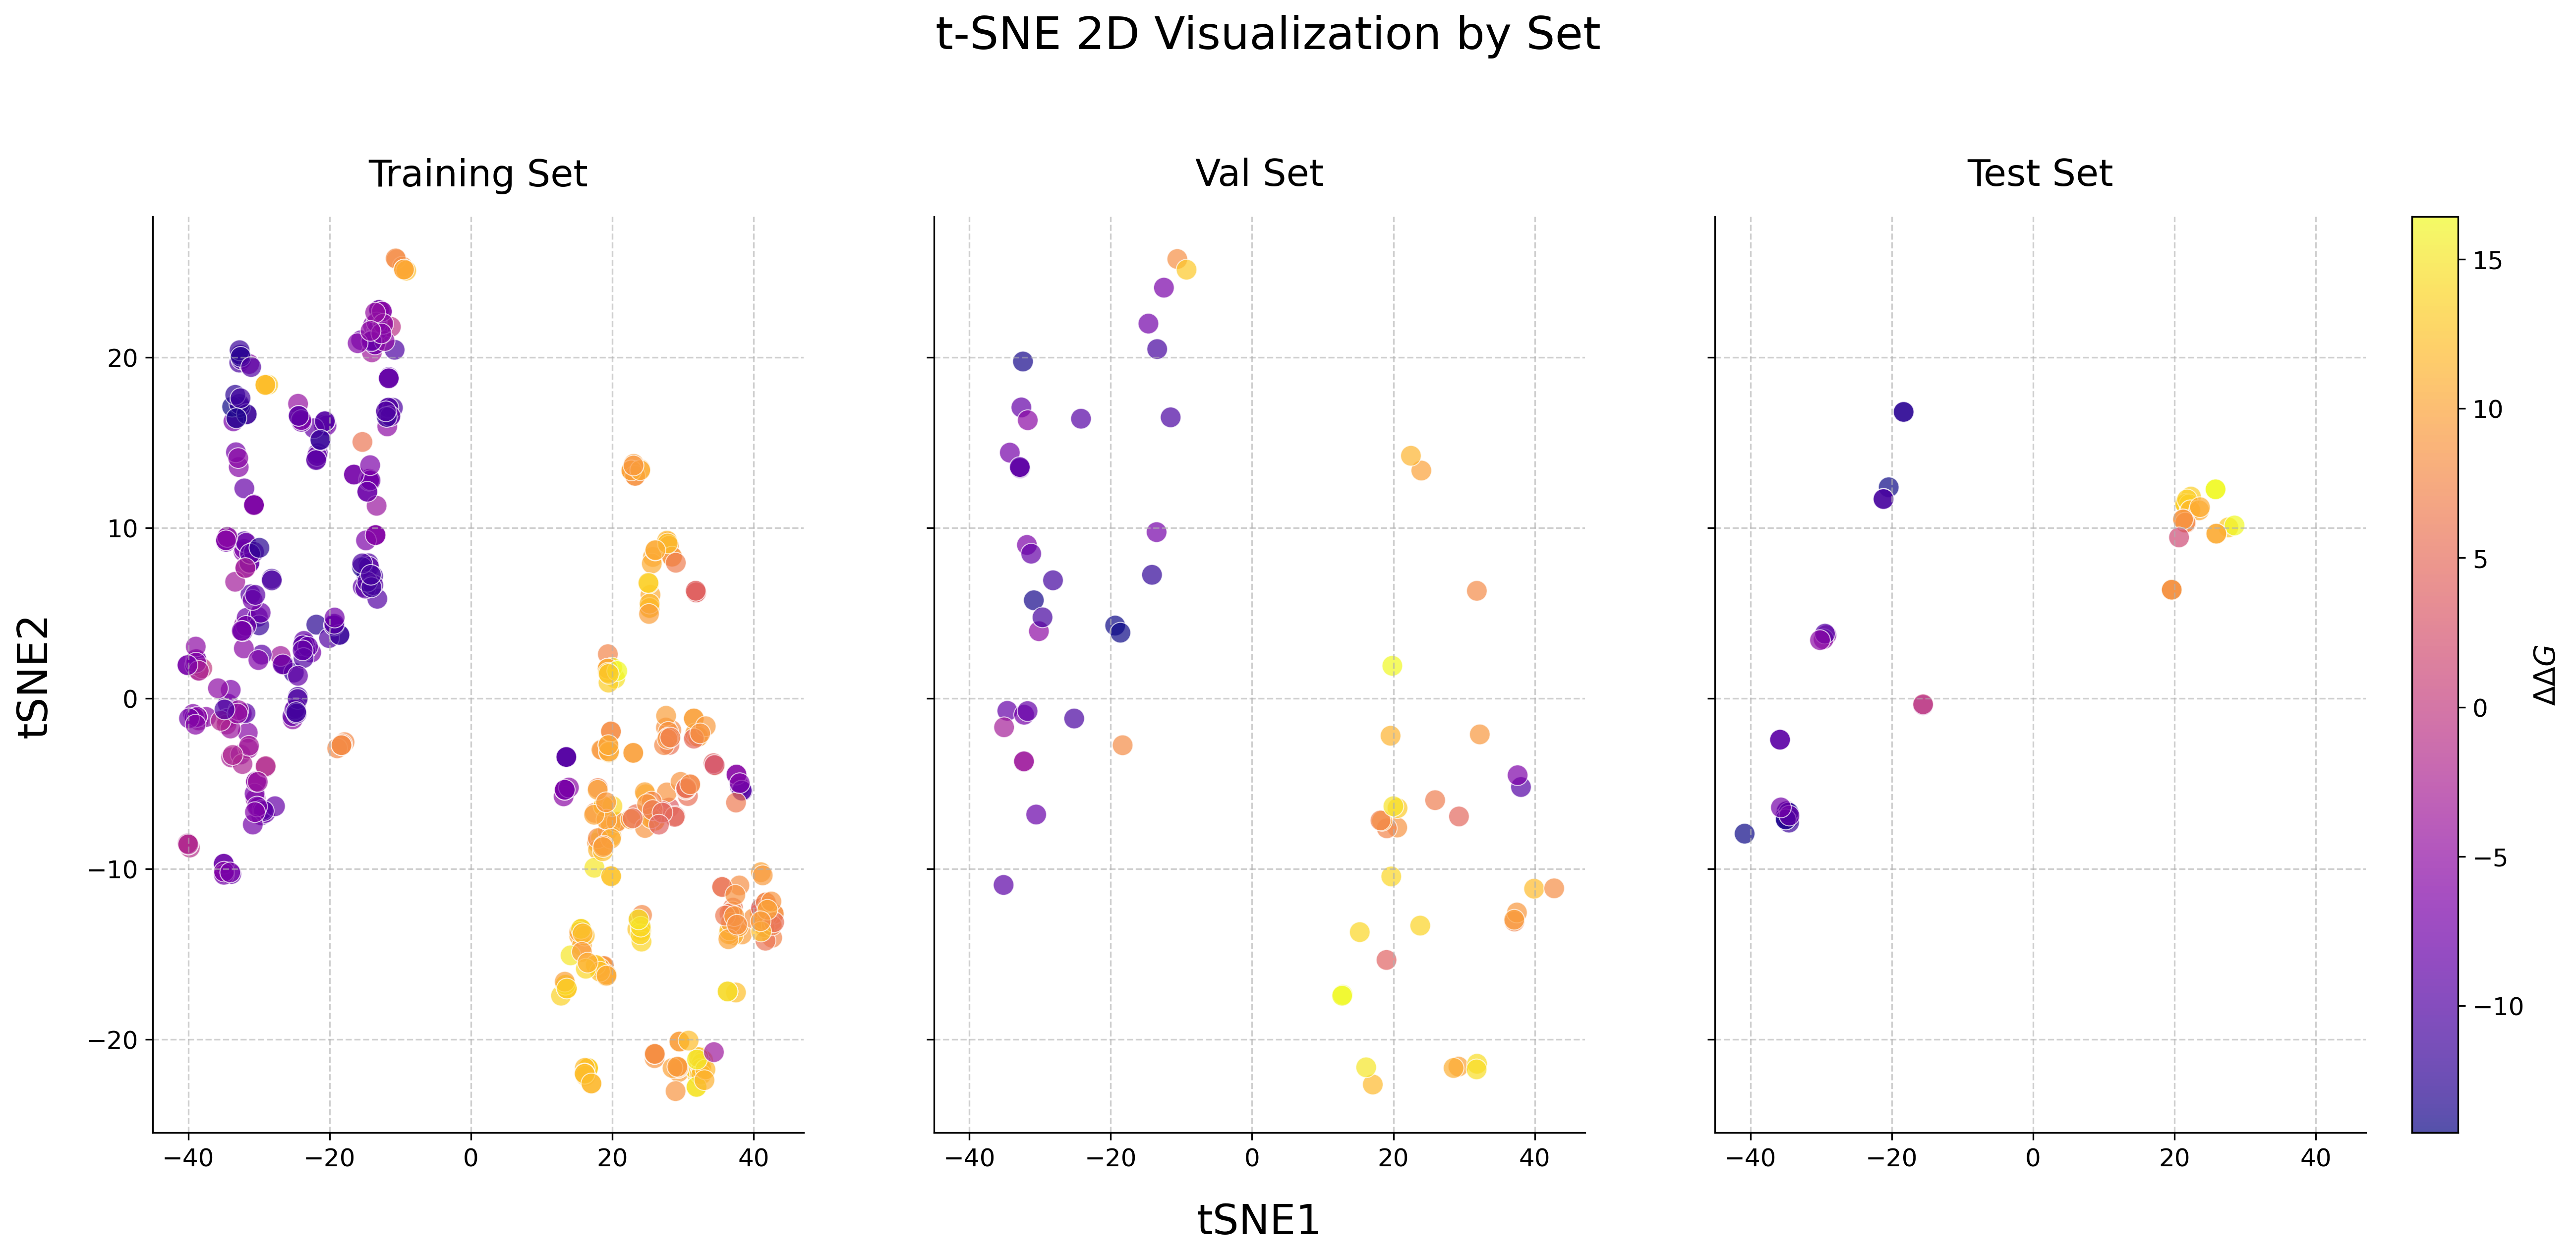 t-SNE 2D Visualization by Set
Training Set
Val Set
Test Set
tSNE2
20
10
0
−10
−20
−40 −20 0 20 40
−40 −20 0 20 40
−40 −20 0 20 40
tSNE1
15
10
5
0
−5
−10
ΔΔG